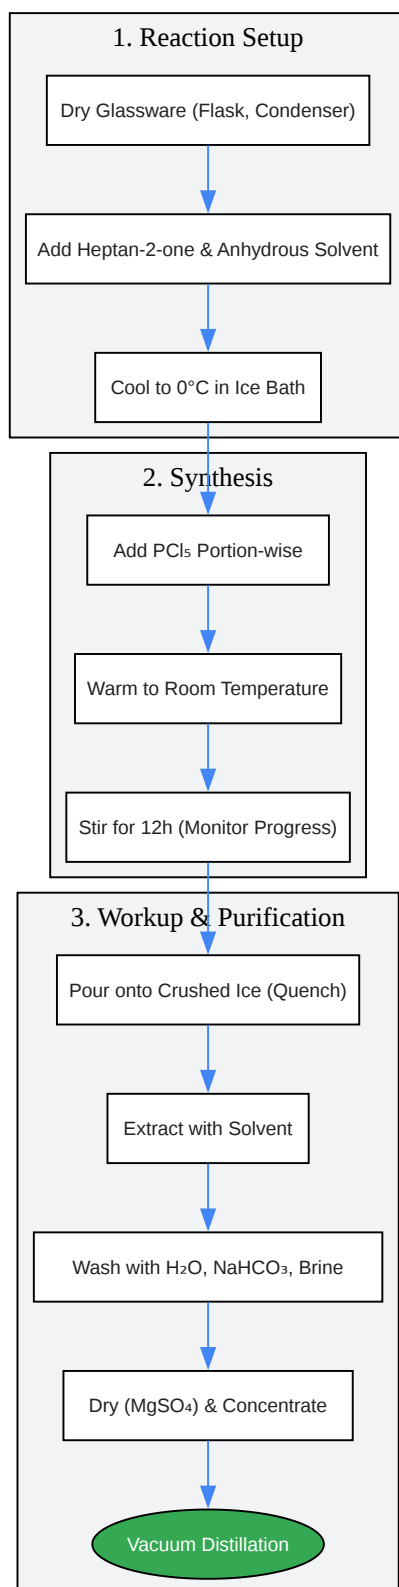 1. Reaction Setup
Dry Glassware (Flask, Condenser)
Add Heptan-2-one & Anhydrous Solvent
Cool to 0°C in Ice Bath
2. Synthesis
Add PCl₅ Portion-wise
Warm to Room Temperature
Stir for 12h (Monitor Progress)
3. Workup & Purification
Pour onto Crushed Ice (Quench)
Extract with Solvent
Wash with H₂O, NaHCO₃, Brine
Dry (MgSO₄) & Concentrate
Vacuum Distillation